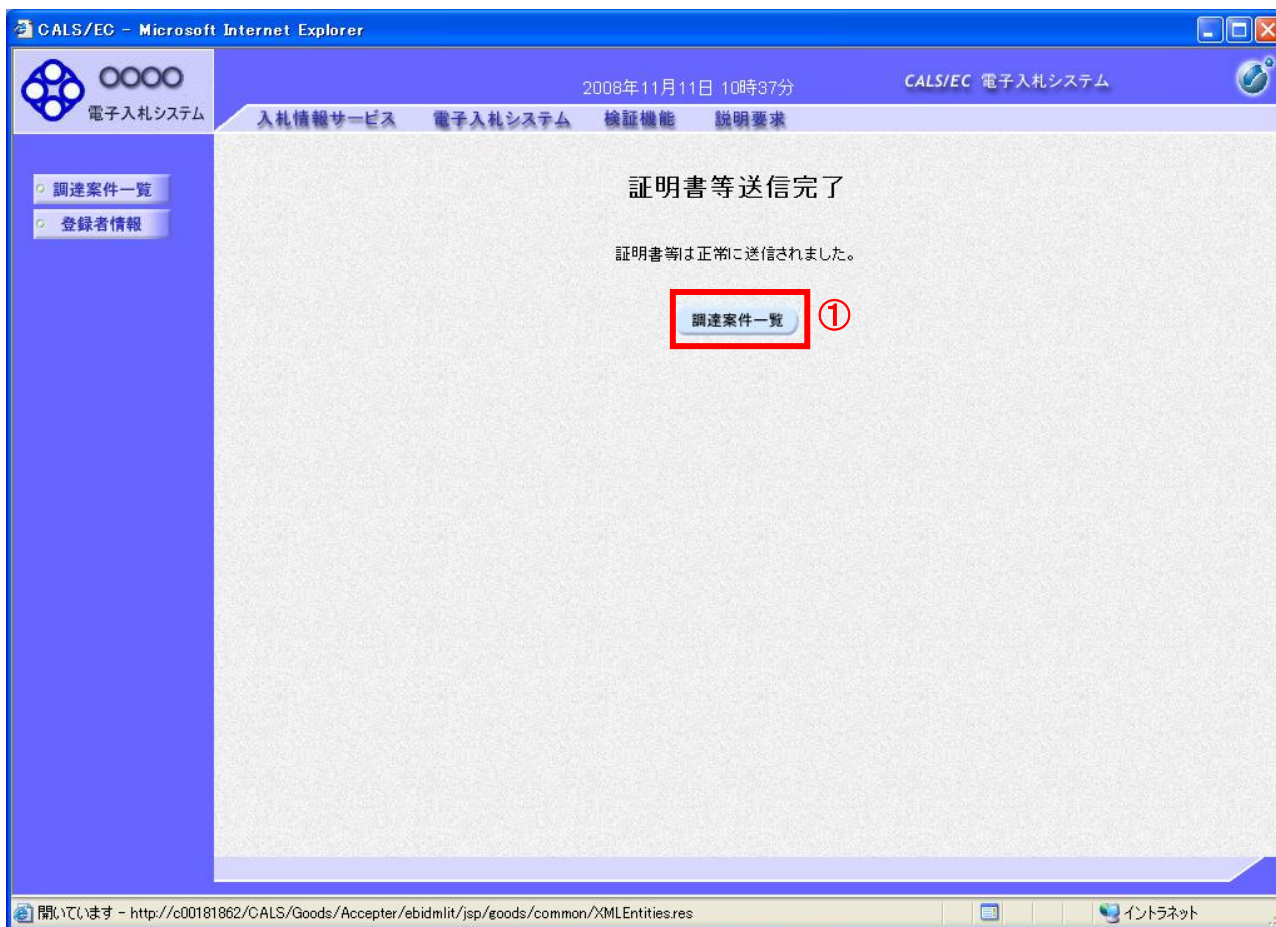 CALS/EC - Microsoft Internet Explorer
○○○○
電子入札システム
2008年11月11日 10時37分
CALS/EC 電子入札システム
入札情報サービス 電子入札システム 検証機能 説明要求
調達案件一覧
登録者情報
証明書等送信完了
証明書等は正常に送信されました。
調達案件一覧 ①
開いています - http://c00181862/CALS/Goods/Accepter/ebidmlit/jsp/goods/common/XMLEntities.res
イントラネット